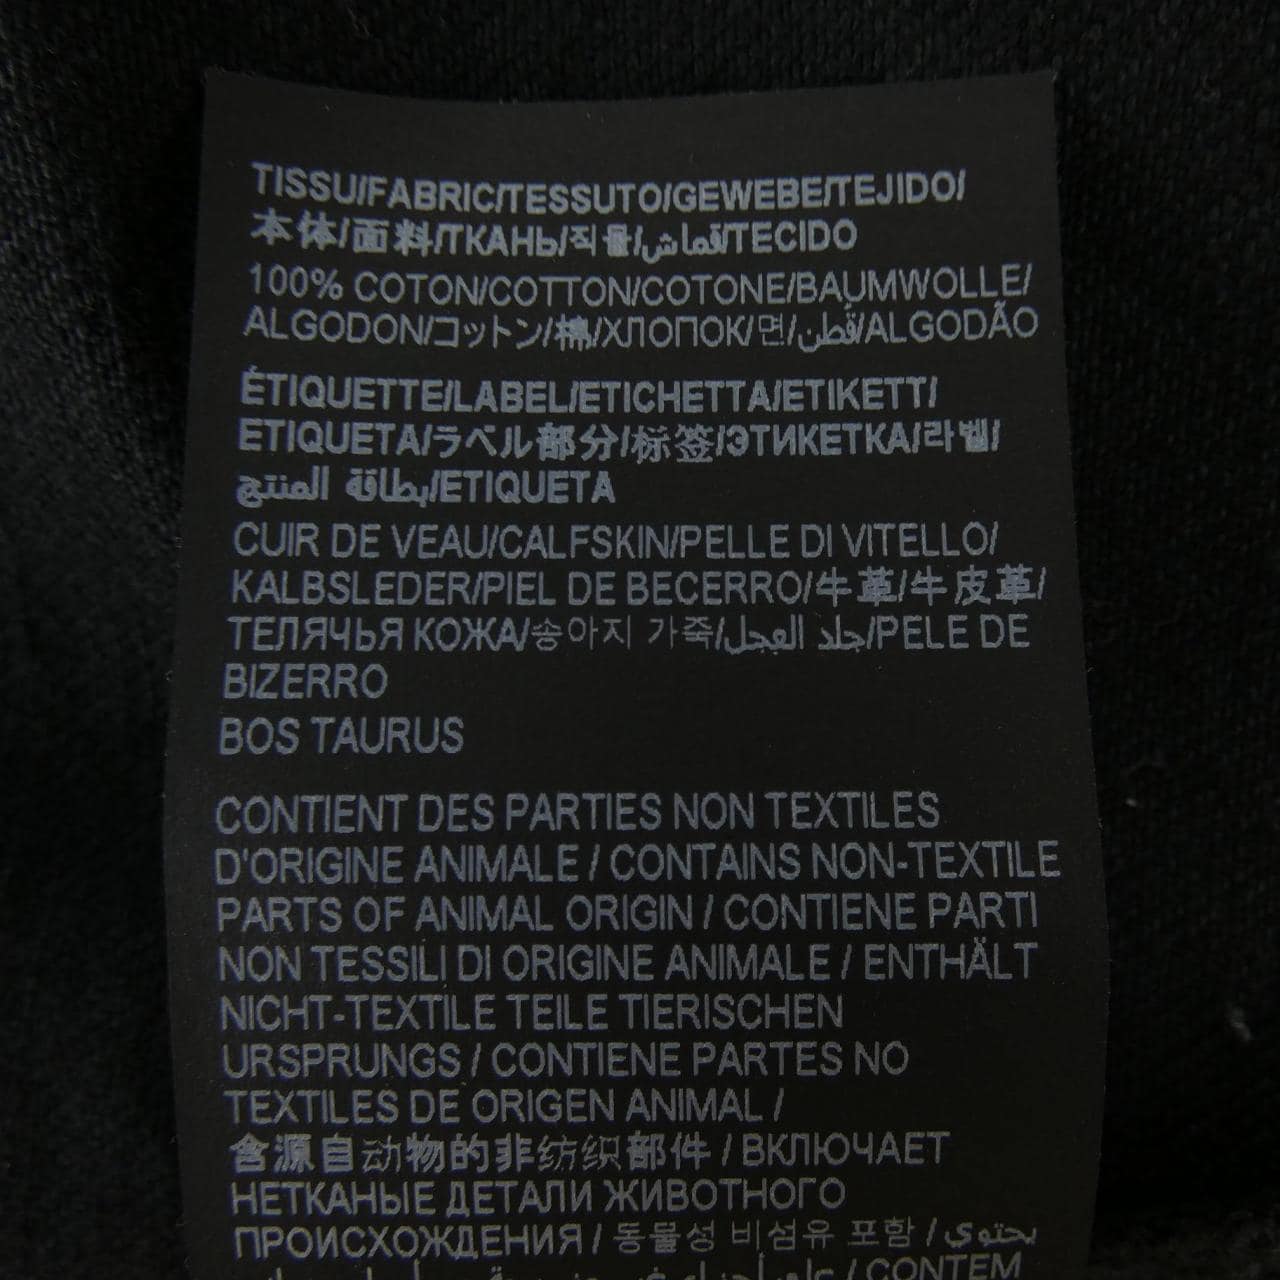 TISSU/FABRIC/TESSUTO/GEWEBE/TEJIDO/
本体/面料/ТКАНЬ/직물/قماش/TECIDO
100% COTON/COTTON/COTONE/BAUMWOLLE/
ALGODON/コットン/棉/ХЛОПОК/면/قطن/ALGODÃO
ÉTIQUETTE/LABEL/ETICHETTA/ETIKETT/
ETIQUETA/ラベル部分/标签/ЭТИКЕТКА/라벨/
بطاقة المنتج/ETIQUETA
CUIR DE VEAU/CALFSKIN/PELLE DI VITELLO/
KALBSLEDER/PIEL DE BECERRO/牛革/牛皮革/
ТЕЛЯЧЬЯ КОЖА/송아지 가죽/جلد العجل/PELE DE
BIZERRO
BOS TAURUS
CONTIENT DES PARTIES NON TEXTILES
D'ORIGINE ANIMALE / CONTAINS NON-TEXTILE
PARTS OF ANIMAL ORIGIN / CONTIENE PARTI
NON TESSILI DI ORIGINE ANIMALE / ENTHÄLT
NICHT-TEXTILE TEILE TIERISCHEN
URSPRUNGS / CONTIENE PARTES NO
TEXTILES DE ORIGEN ANIMAL /
含源自动物的非纺织部件 / ВКЛЮЧАЕТ
НЕТКАНЫЕ ДЕТАЛИ ЖИВОТНОГО
ПРОИСХОЖДЕНИЯ / 동물성 비섬유 포함 / يحتوي
/ CONTEM